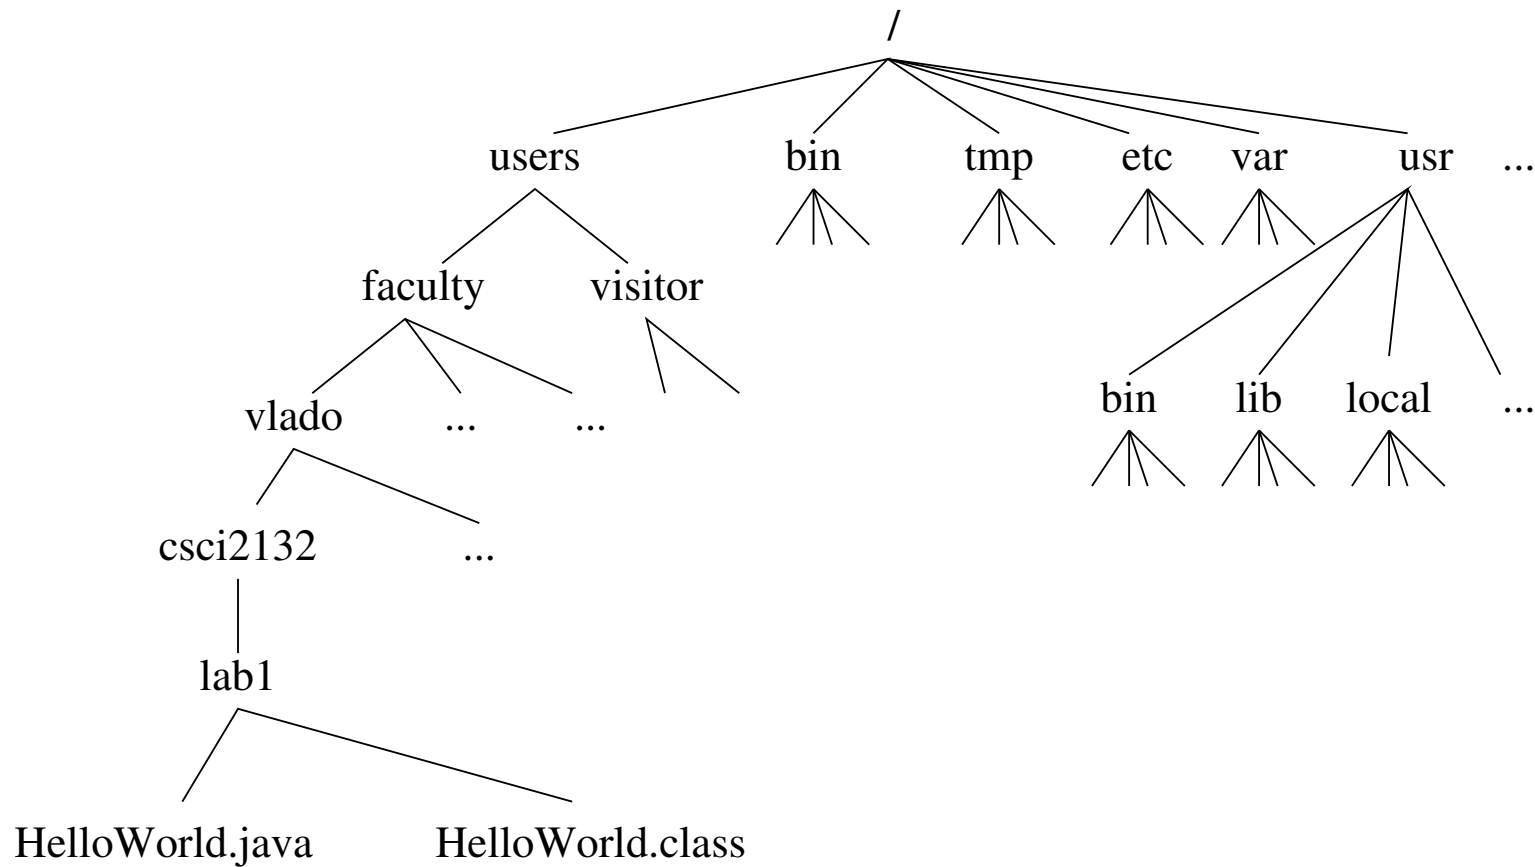 /
users bin tmp etc var usr ...
faculty visitor
bin lib local ...
vlado ... ...
csci2132 ...
lab1
HelloWorld.java HelloWorld.class